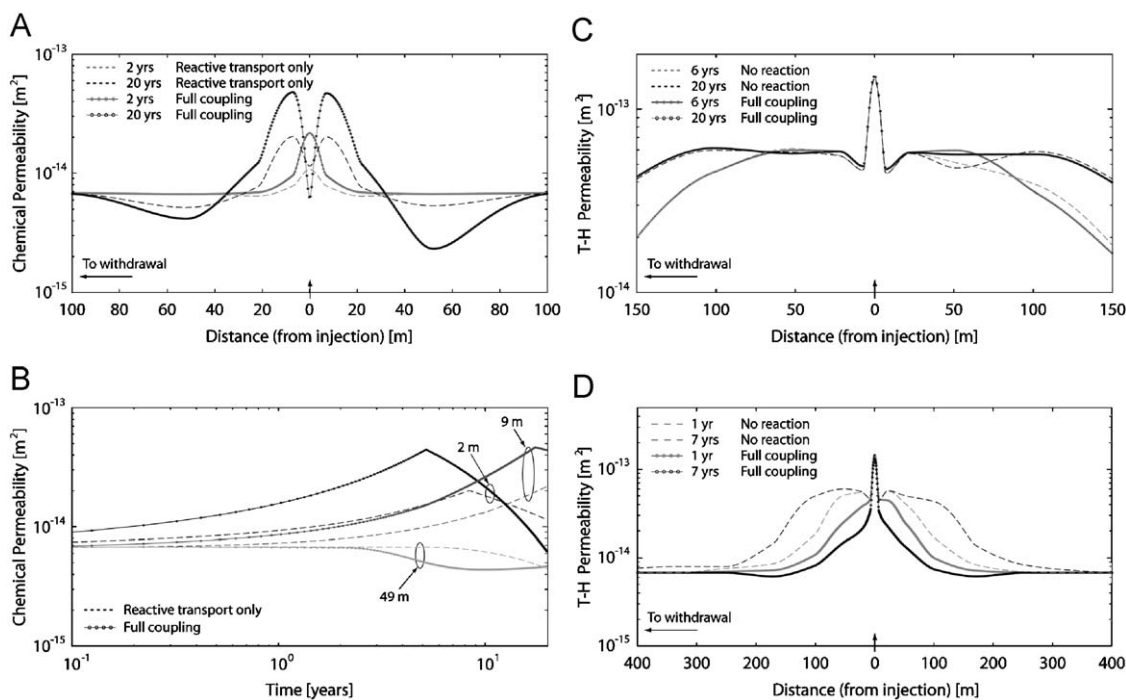 A
Chemical Permeability [m²]
10⁻¹³
10⁻¹⁴
10⁻¹⁵
2 yrs Reactive transport only
20 yrs Reactive transport only
2 yrs Full coupling
20 yrs Full coupling
To withdrawal
100 80 60 40 20 0 20 40 60 80 100
Distance (from injection) [m]
B
Chemical Permeability [m²]
10⁻¹³
10⁻¹⁴
10⁻¹⁵
9 m
2 m
49 m
Reactive transport only
Full coupling
10⁻¹ 10⁰ 10¹
Time [years]
C
T-H Permeability [m²]
10⁻¹³
10⁻¹⁴
6 yrs No reaction
20 yrs No reaction
6 yrs Full coupling
20 yrs Full coupling
To withdrawal
150 100 50 0 50 100 150
Distance (from injection) [m]
D
T-H Permeability [m²]
10⁻¹³
10⁻¹⁴
10⁻¹⁵
1 yr No reaction
7 yrs No reaction
1 yr Full coupling
7 yrs Full coupling
To withdrawal
400 300 200 100 0 100 200 300 400
Distance (from injection) [m]